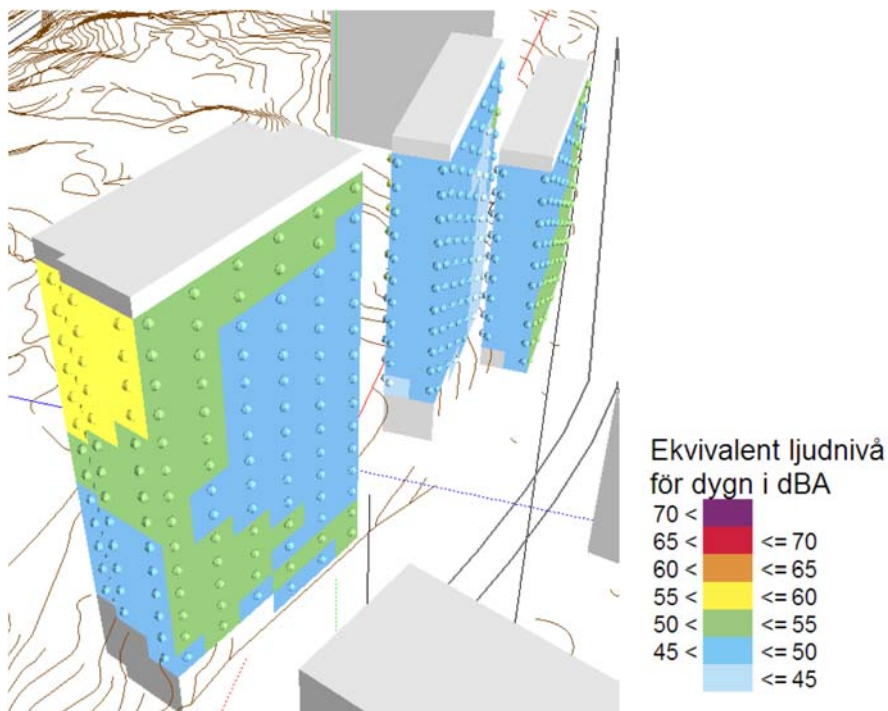 Ekvivalent ljudnivå
för dygn i dBA
70 <
65 < <= 70
60 < <= 65
55 < <= 60
50 < <= 55
45 < <= 50
<= 45